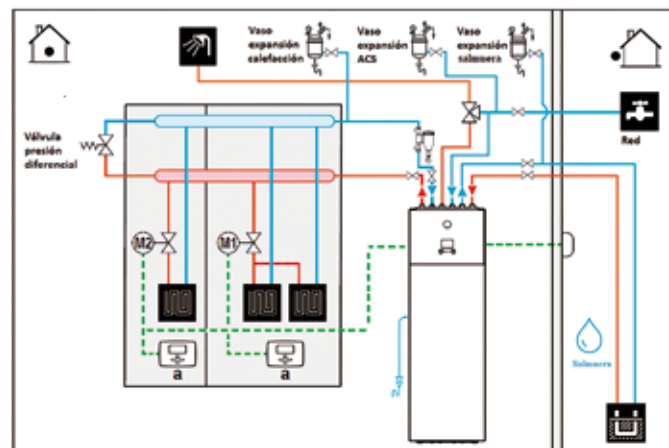 Vaso
expansión
calefacción
Vaso
expansión
ACS
Vaso
expansión
salmuera
Válvula
presión
diferencial
Red
M2
M1
a
a
Salmuera